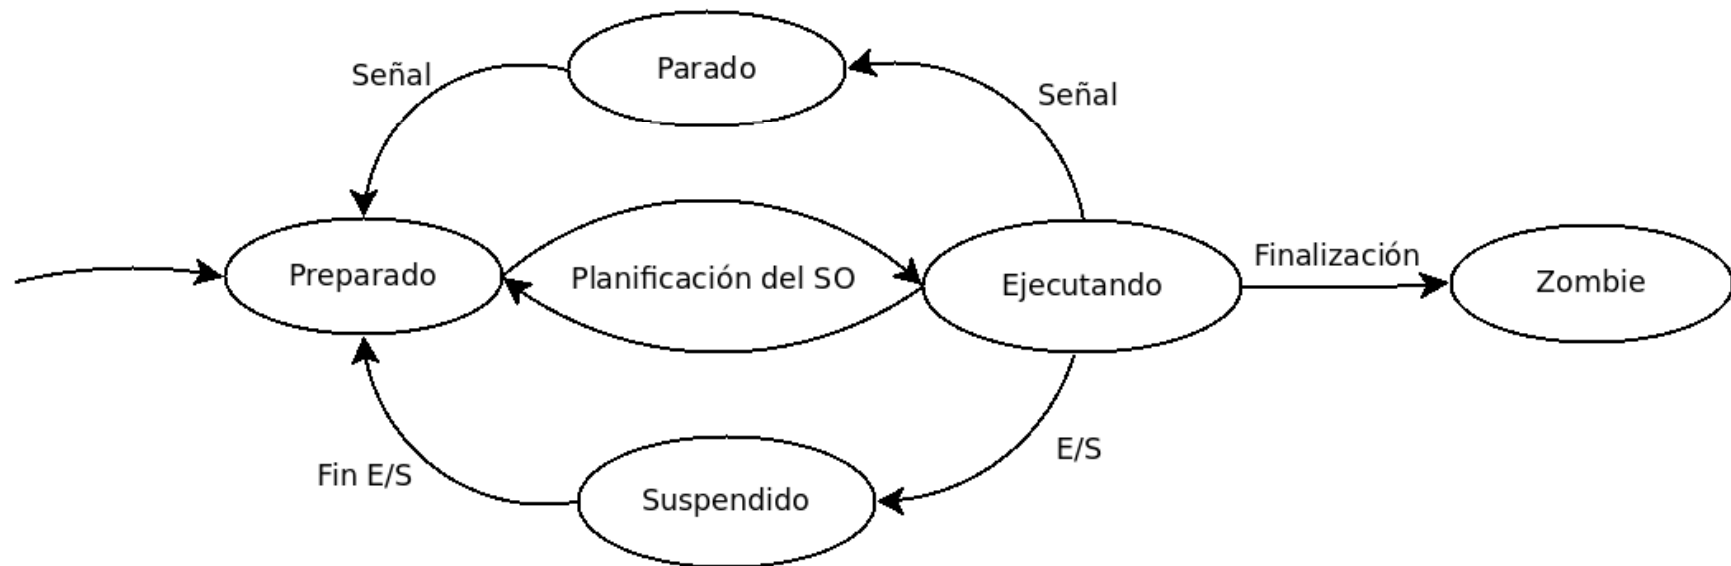 Parado
Señal
Señal
Finalización
Preparado
Planificación del SO
Ejecutando
Zombie
E/S
Fin E/S
Suspendido